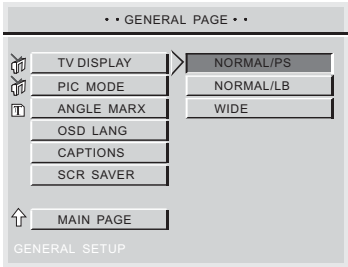 • • GENERAL PAGE • •
TV DISPLAY
NORMAL/PS
PIC MODE
NORMAL/LB
ANGLE MARX
WIDE
OSD LANG
CAPTIONS
SCR SAVER
MAIN PAGE
GENERAL SETUP